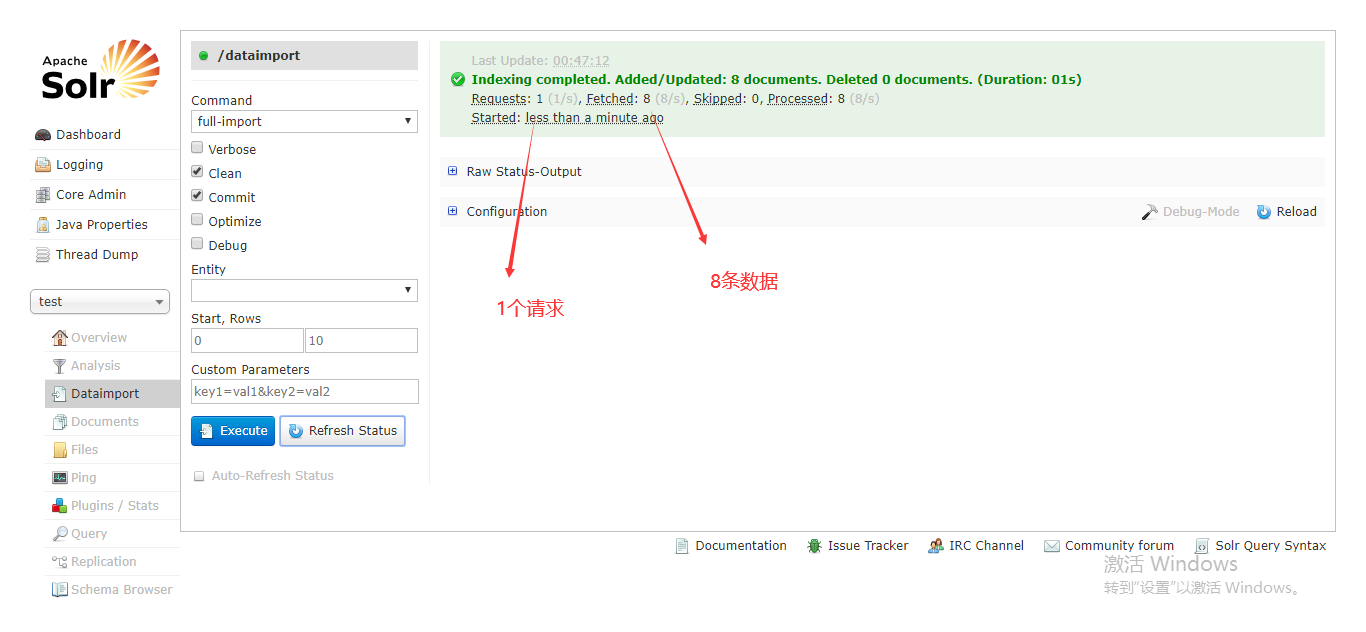 Apache
Solr
Dashboard
Logging
Core Admin
Java Properties
Thread Dump
test
Overview
Analysis
Dataimport
Documents
Files
Ping
Plugins / Stats
Query
Replication
Schema Browser
/dataimport
Command
full-import
Verbose
Clean
Commit
Optimize
Debug
Entity
Start, Rows
0 10
Custom Parameters
key1=val1&key2=val2
Execute Refresh Status
Auto-Refresh Status
Last Update: 00:47:12
Indexing completed. Added/Updated: 8 documents. Deleted 0 documents. (Duration: 01s)
Requests: 1 (1/s), Fetched: 8 (8/s), Skipped: 0, Processed: 8 (8/s)
Started: less than a minute ago
Raw Status-Output
Configuration Debug-Mode Reload
8条数据
1个请求
Documentation Issue Tracker IRC Channel Community forum Solr Query Syntax
激活 Windows
转到"设置"以激活 Windows。